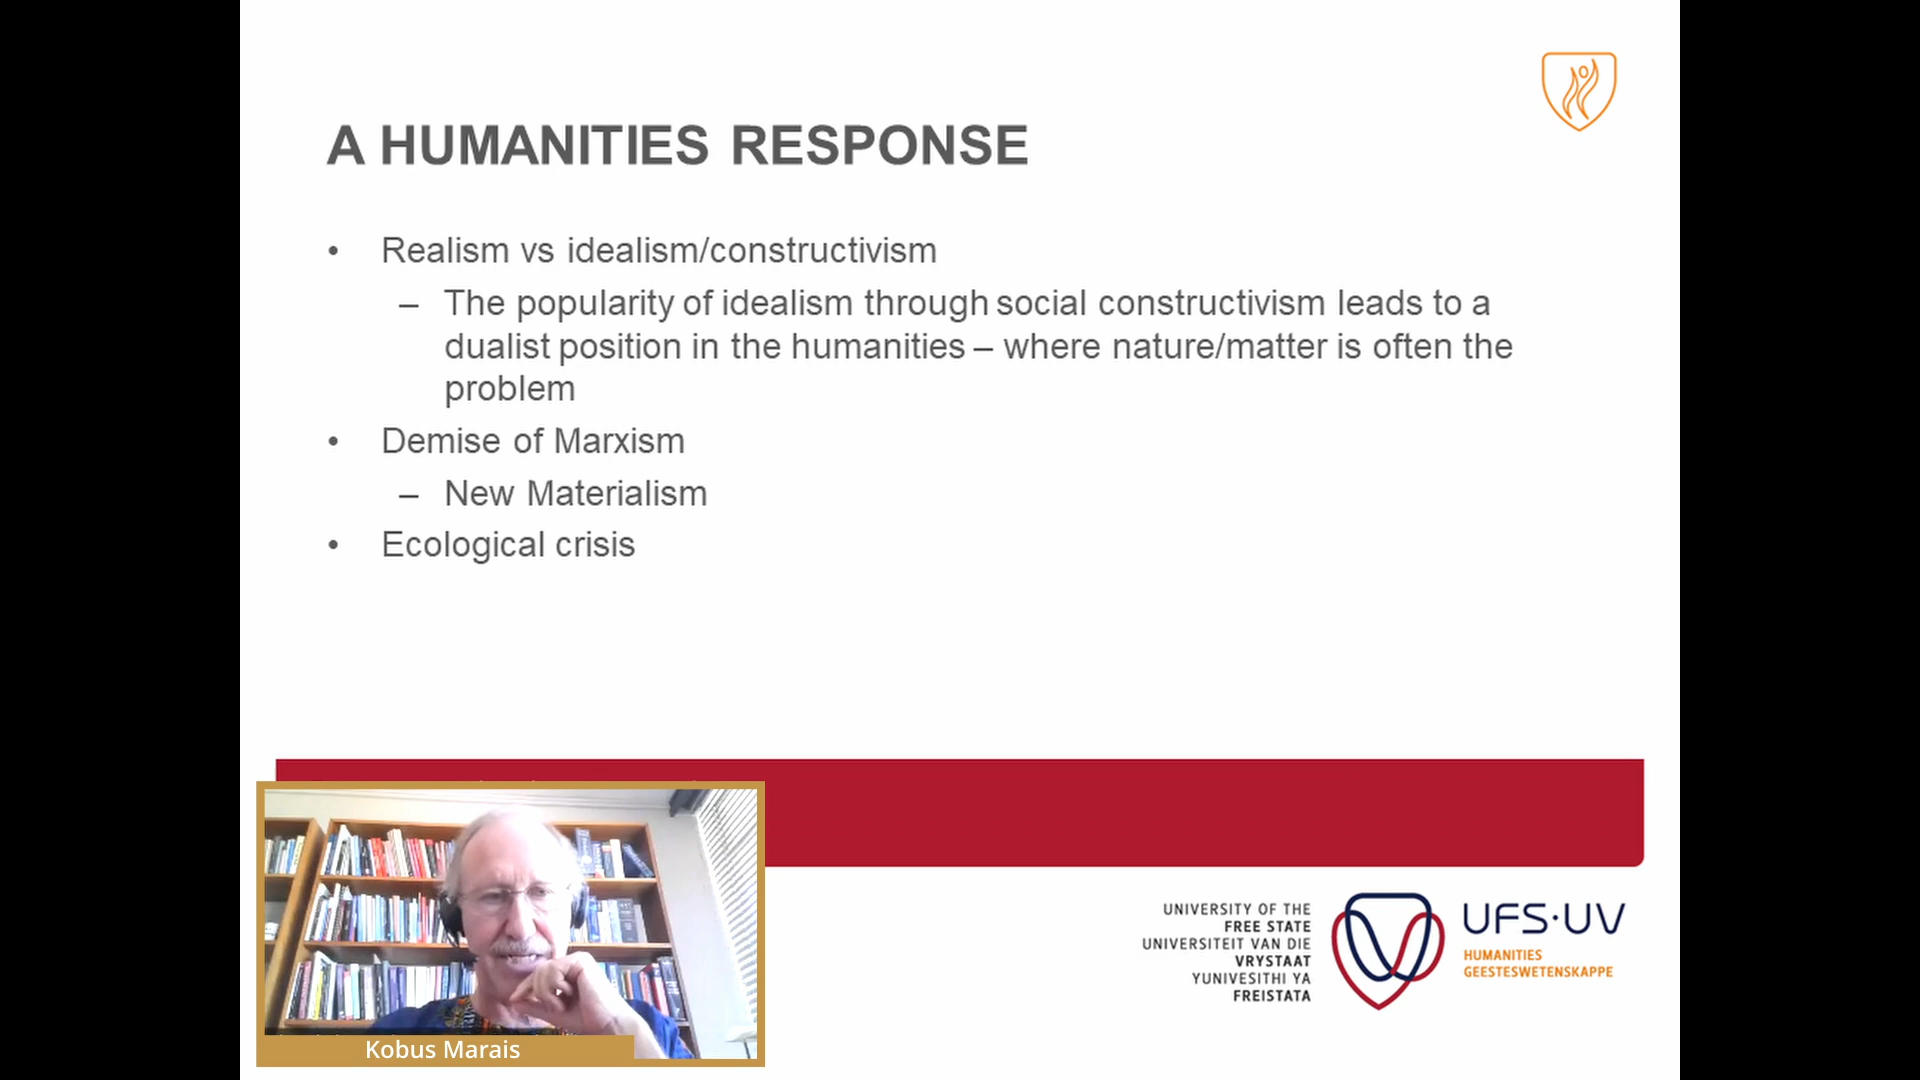 A HUMANITIES RESPONSE
• Realism vs idealism/constructivism
– The popularity of idealism through social constructivism leads to a
dualist position in the humanities – where nature/matter is often the
problem
• Demise of Marxism
– New Materialism
• Ecological crisis
Kobus Marais
UNIVERSITY OF THE
FREE STATE
UNIVERSITEIT VAN DIE
VRYSTAAT
YUNIVESITHI YA
FREISTATA
UFS·UV
HUMANITIES
GEESTESWETENSKAPPE